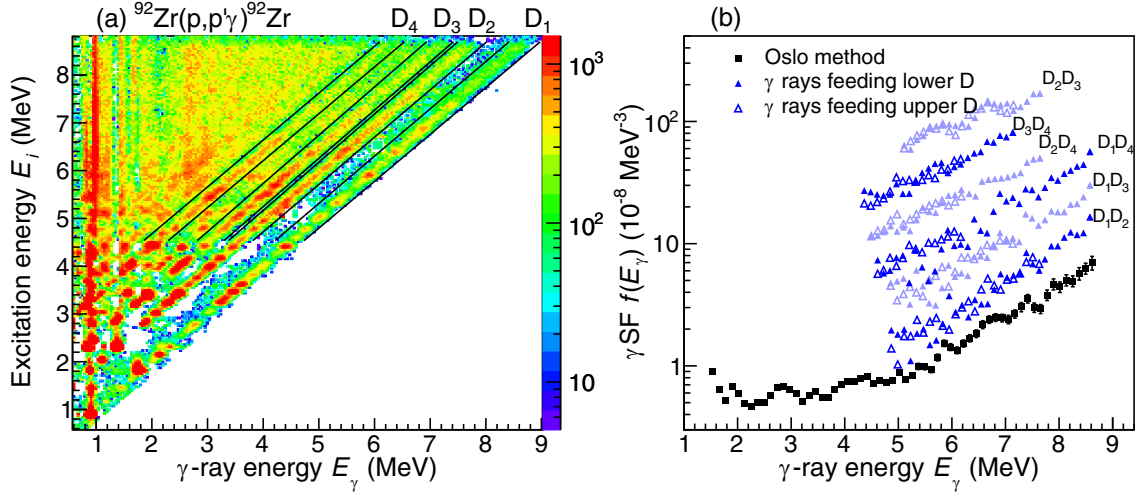 (a) ⁹²Zr(p,p'γ)⁹²Zr D₄ D₃ D₂ D₁
Excitation energy Eᵢ (MeV)
8
7
6
5
4
3
2
1
1 2 3 4 5 6 7 8 9
γ-ray energy Eᵧ (MeV)
10³
10²
10
(b)
Oslo method
γ rays feeding lower D
γ rays feeding upper D
D₂D₃
D₃D₄
D₂D₄
D₁D₄
D₁D₃
D₁D₂
γSF f(Eᵧ) (10⁻⁸ MeV⁻³)
10²
10
1
1 2 3 4 5 6 7 8 9
γ-ray energy Eᵧ (MeV)